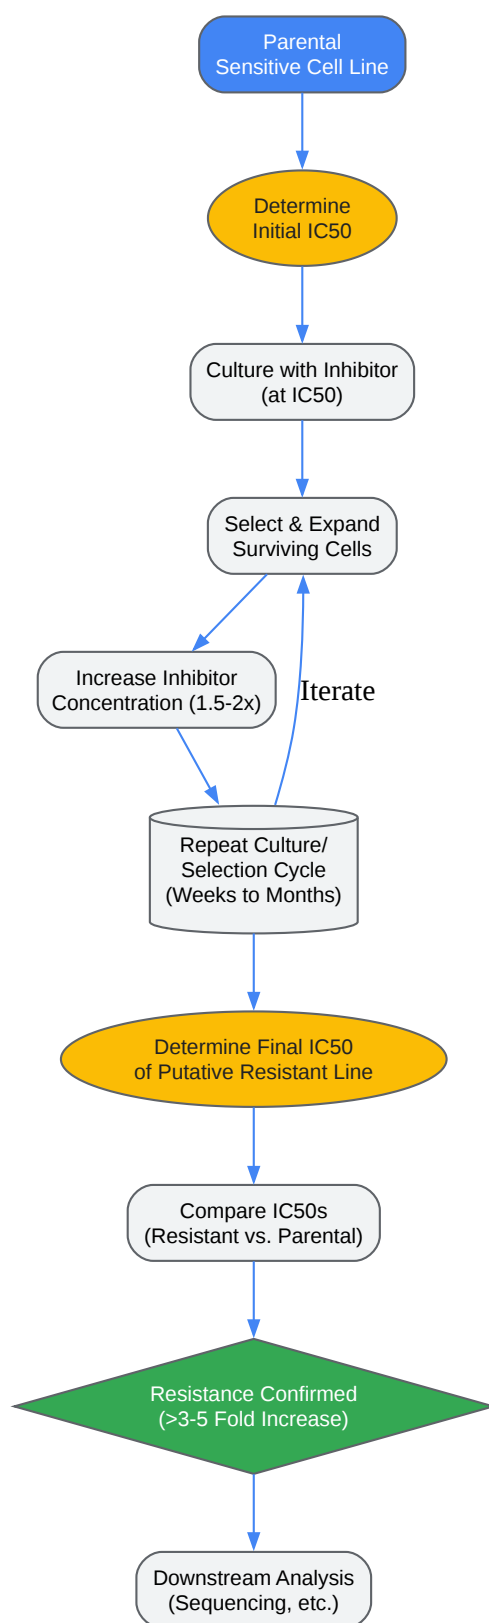 Parental
Sensitive Cell Line
Determine
Initial IC50
Culture with Inhibitor
(at IC50)
Select & Expand
Surviving Cells
Increase Inhibitor
Concentration (1.5-2x)
Iterate
Repeat Culture/
Selection Cycle
(Weeks to Months)
Determine Final IC50
of Putative Resistant Line
Compare IC50s
(Resistant vs. Parental)
Resistance Confirmed
(>3-5 Fold Increase)
Downstream Analysis
(Sequencing, etc.)